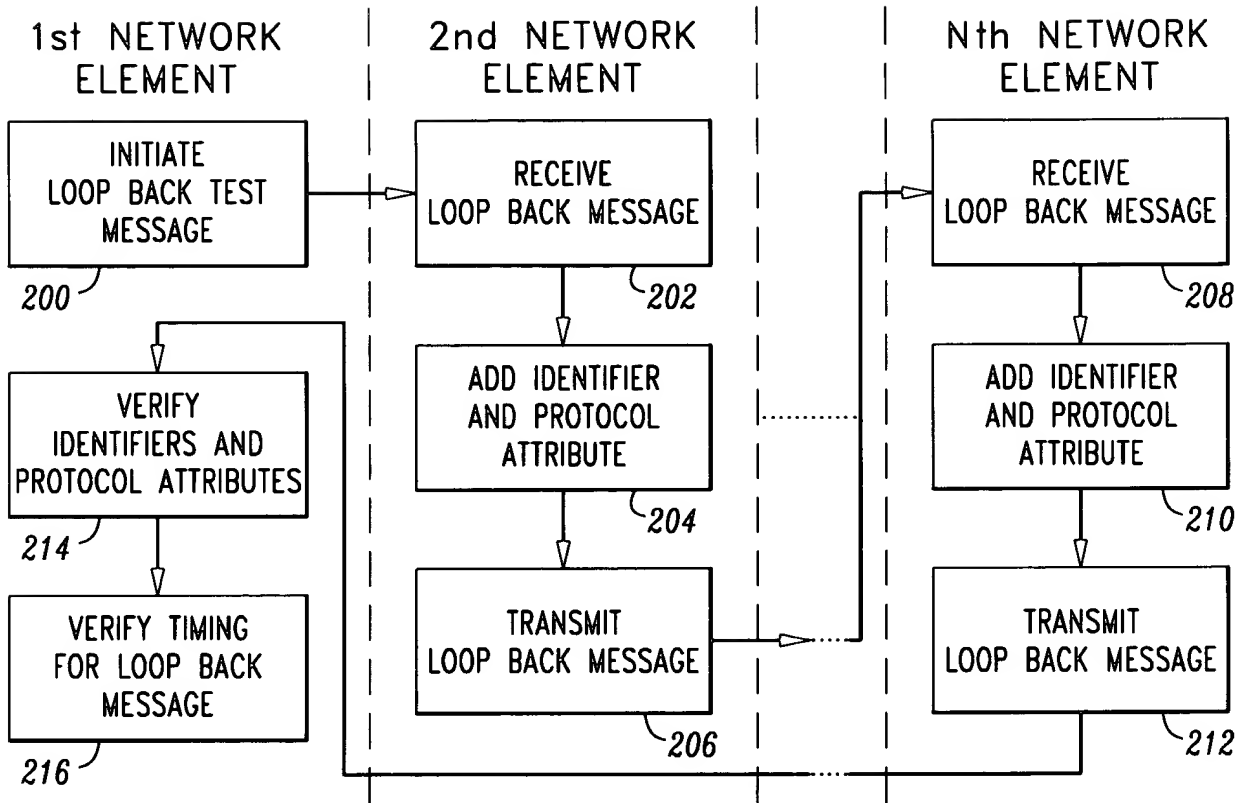 1st NETWORK
ELEMENT
2nd NETWORK
ELEMENT
Nth NETWORK
ELEMENT
INITIATE
LOOP BACK TEST
MESSAGE
200
RECEIVE
LOOP BACK MESSAGE
202
RECEIVE
LOOP BACK MESSAGE
208
VERIFY
IDENTIFIERS AND
PROTOCOL ATTRIBUTES
214
ADD IDENTIFIER
AND PROTOCOL
ATTRIBUTE
204
ADD IDENTIFIER
AND PROTOCOL
ATTRIBUTE
210
VERIFY TIMING
FOR LOOP BACK
MESSAGE
216
TRANSMIT
LOOP BACK MESSAGE
206
TRANSMIT
LOOP BACK MESSAGE
212